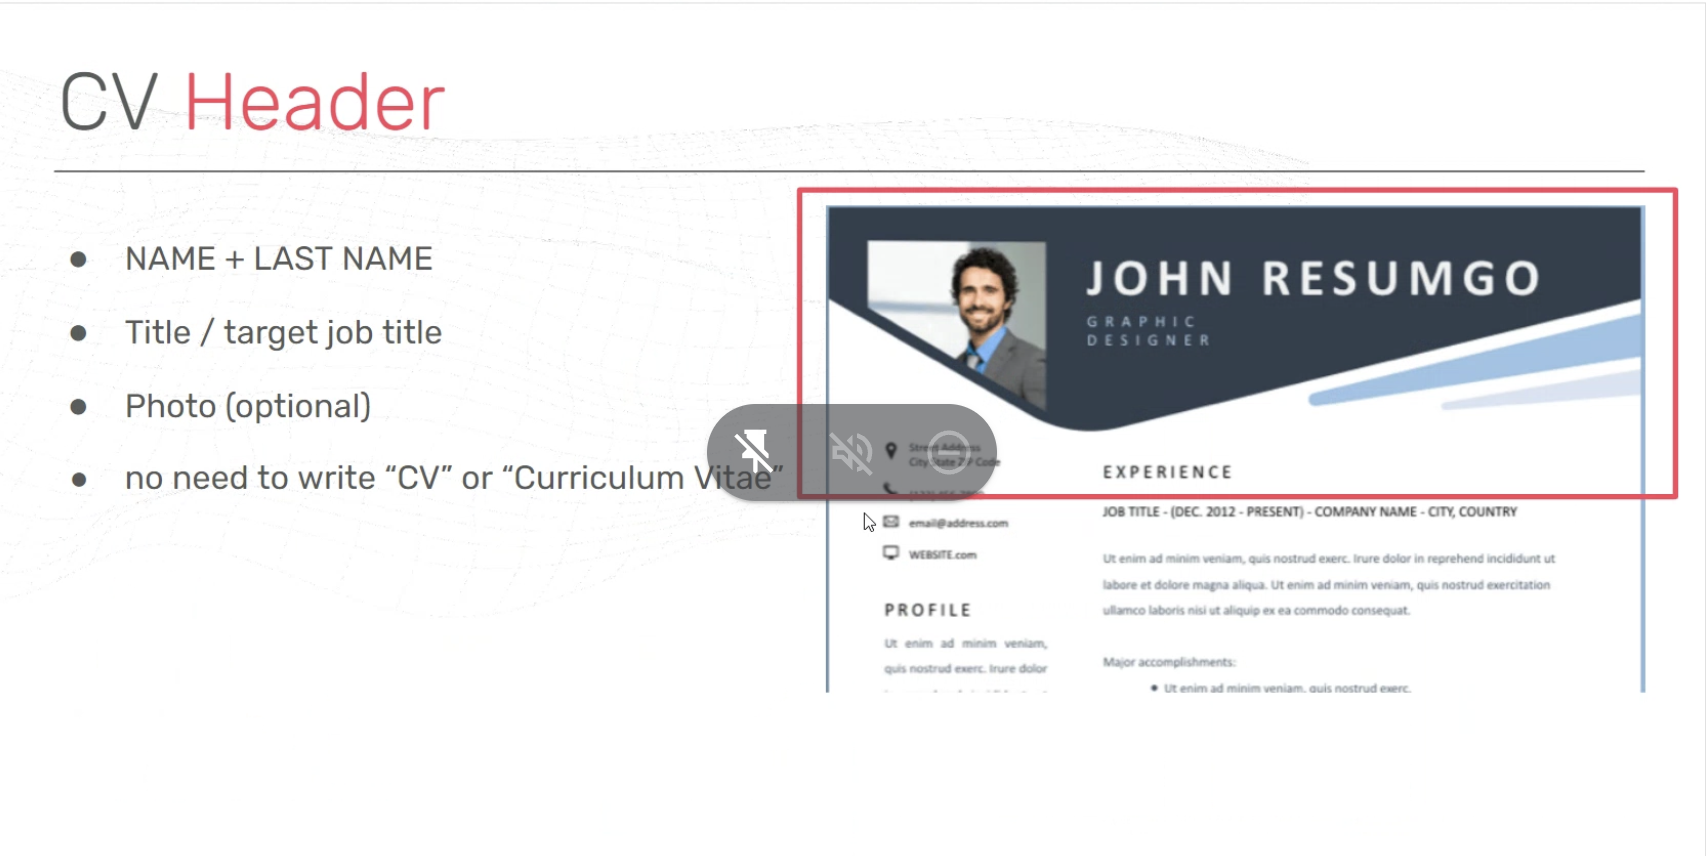 CV Header
● NAME + LAST NAME
● Title / target job title
● Photo (optional)
● no need to write “CV” or “Curriculum Vitae”
JOHN RESUMGO
GRAPHIC
DESIGNER
Street Address
City State ZIP Code
email@address.com
WEBSITE.com
PROFILE
Ut enim ad minim veniam,
quis nostrud exerc. Irure dolor
EXPERIENCE
JOB TITLE - (DEC. 2012 - PRESENT) - COMPANY NAME - CITY, COUNTRY
Ut enim ad minim veniam, quis nostrud exerc. Irure dolor in reprehend incididunt ut
labore et dolore magna aliqua. Ut enim ad minim veniam, quis nostrud exercitation
ullamco laboris nisi ut aliquip ex ea commodo consequat.
Major accomplishments:
● Ut enim ad minim veniam, quis nostrud exerc.